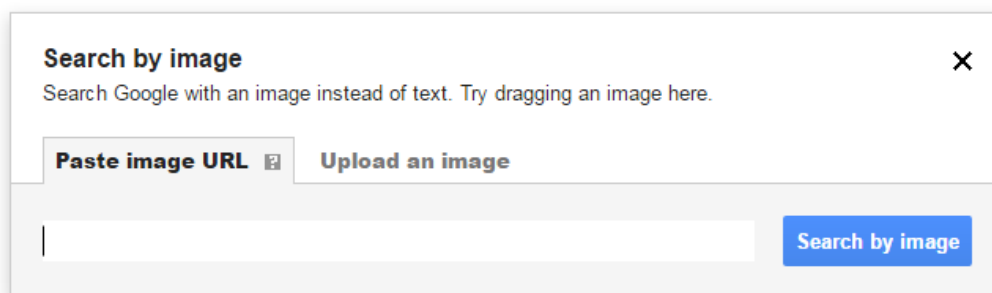 Search by image
Search Google with an image instead of text. Try dragging an image here.
Paste image URL ?
Upload an image
Search by image